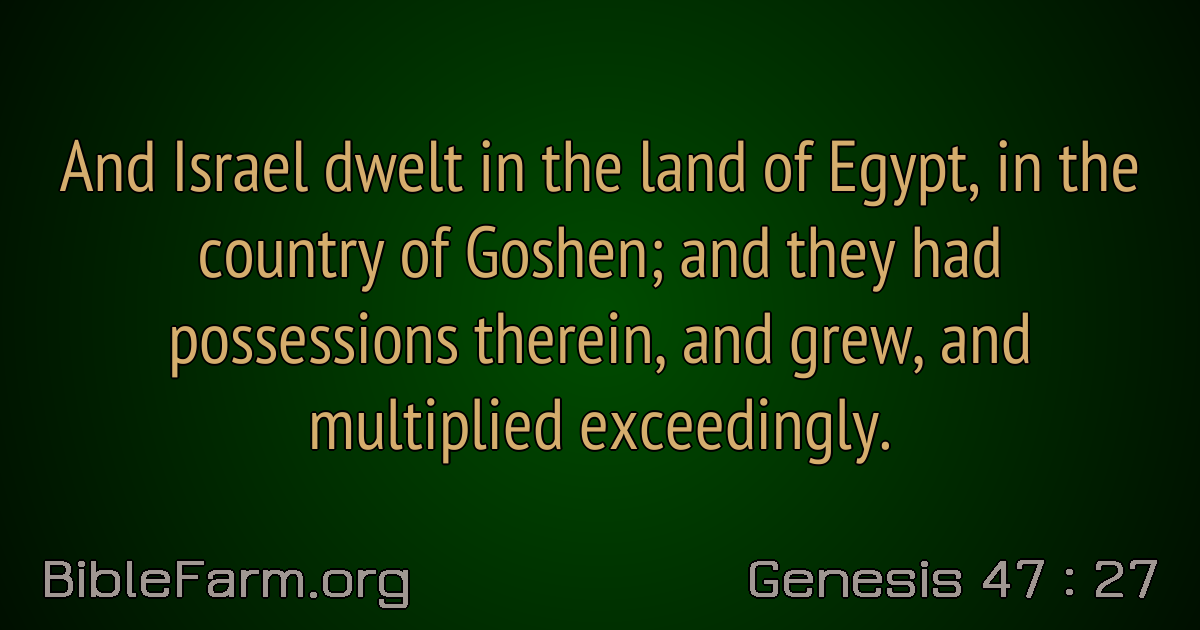 And Israel dwelt in the land of Egypt, in the
country of Goshen; and they had
possessions therein, and grew, and
multiplied exceedingly.
BibleFarm.org
Genesis 47 : 27